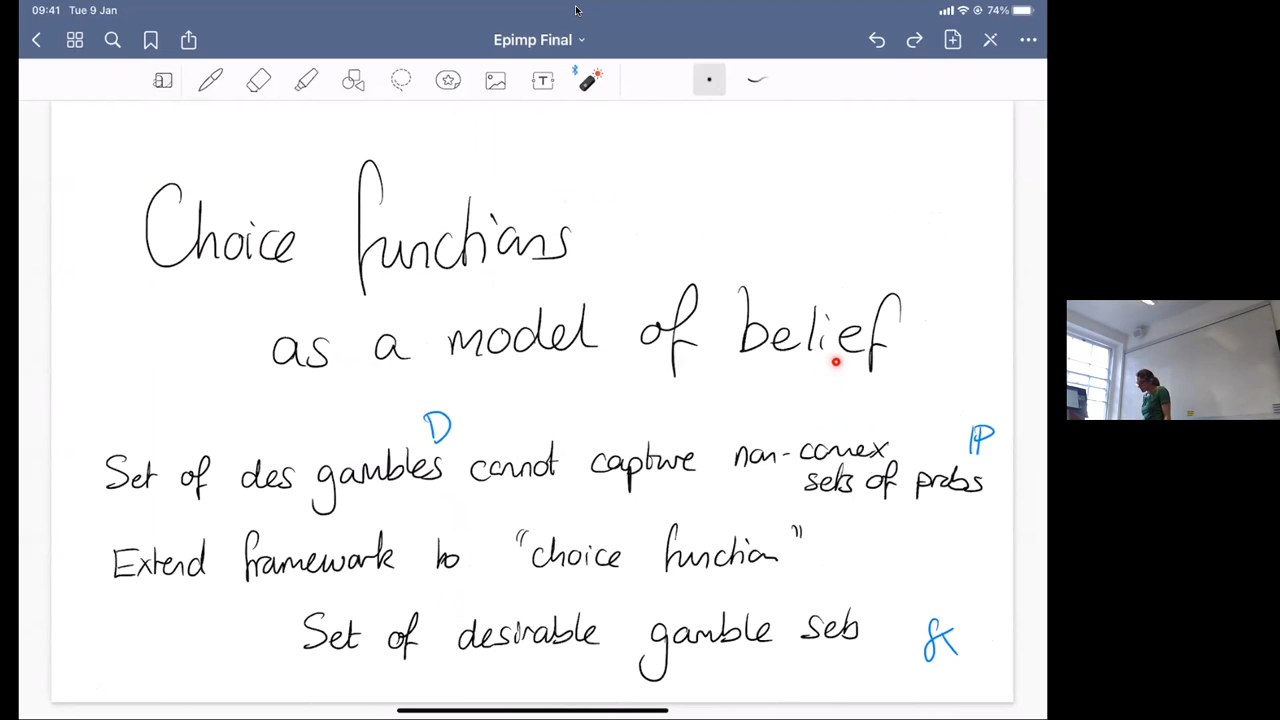 09:41 Tue 9 Jan 74%
Epimp Final
T
Choice functions
as a model of belief
D
Set of des gambles cannot capture non-convex sets of probs
ℙ
Extend framework to "choice function"
Set of desirable gamble sets